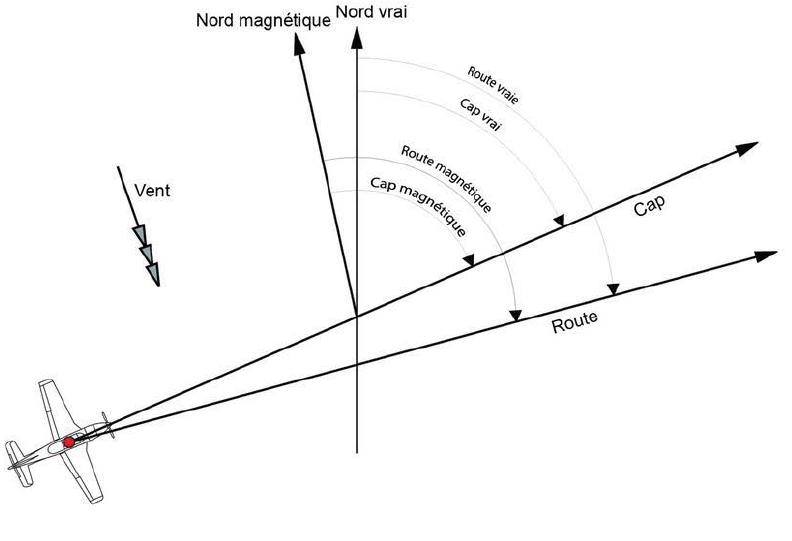 Nord magnétique
Nord vrai
Route vraie
Cap vrai
Route magnétique
Cap magnétique
Vent
Cap
Route